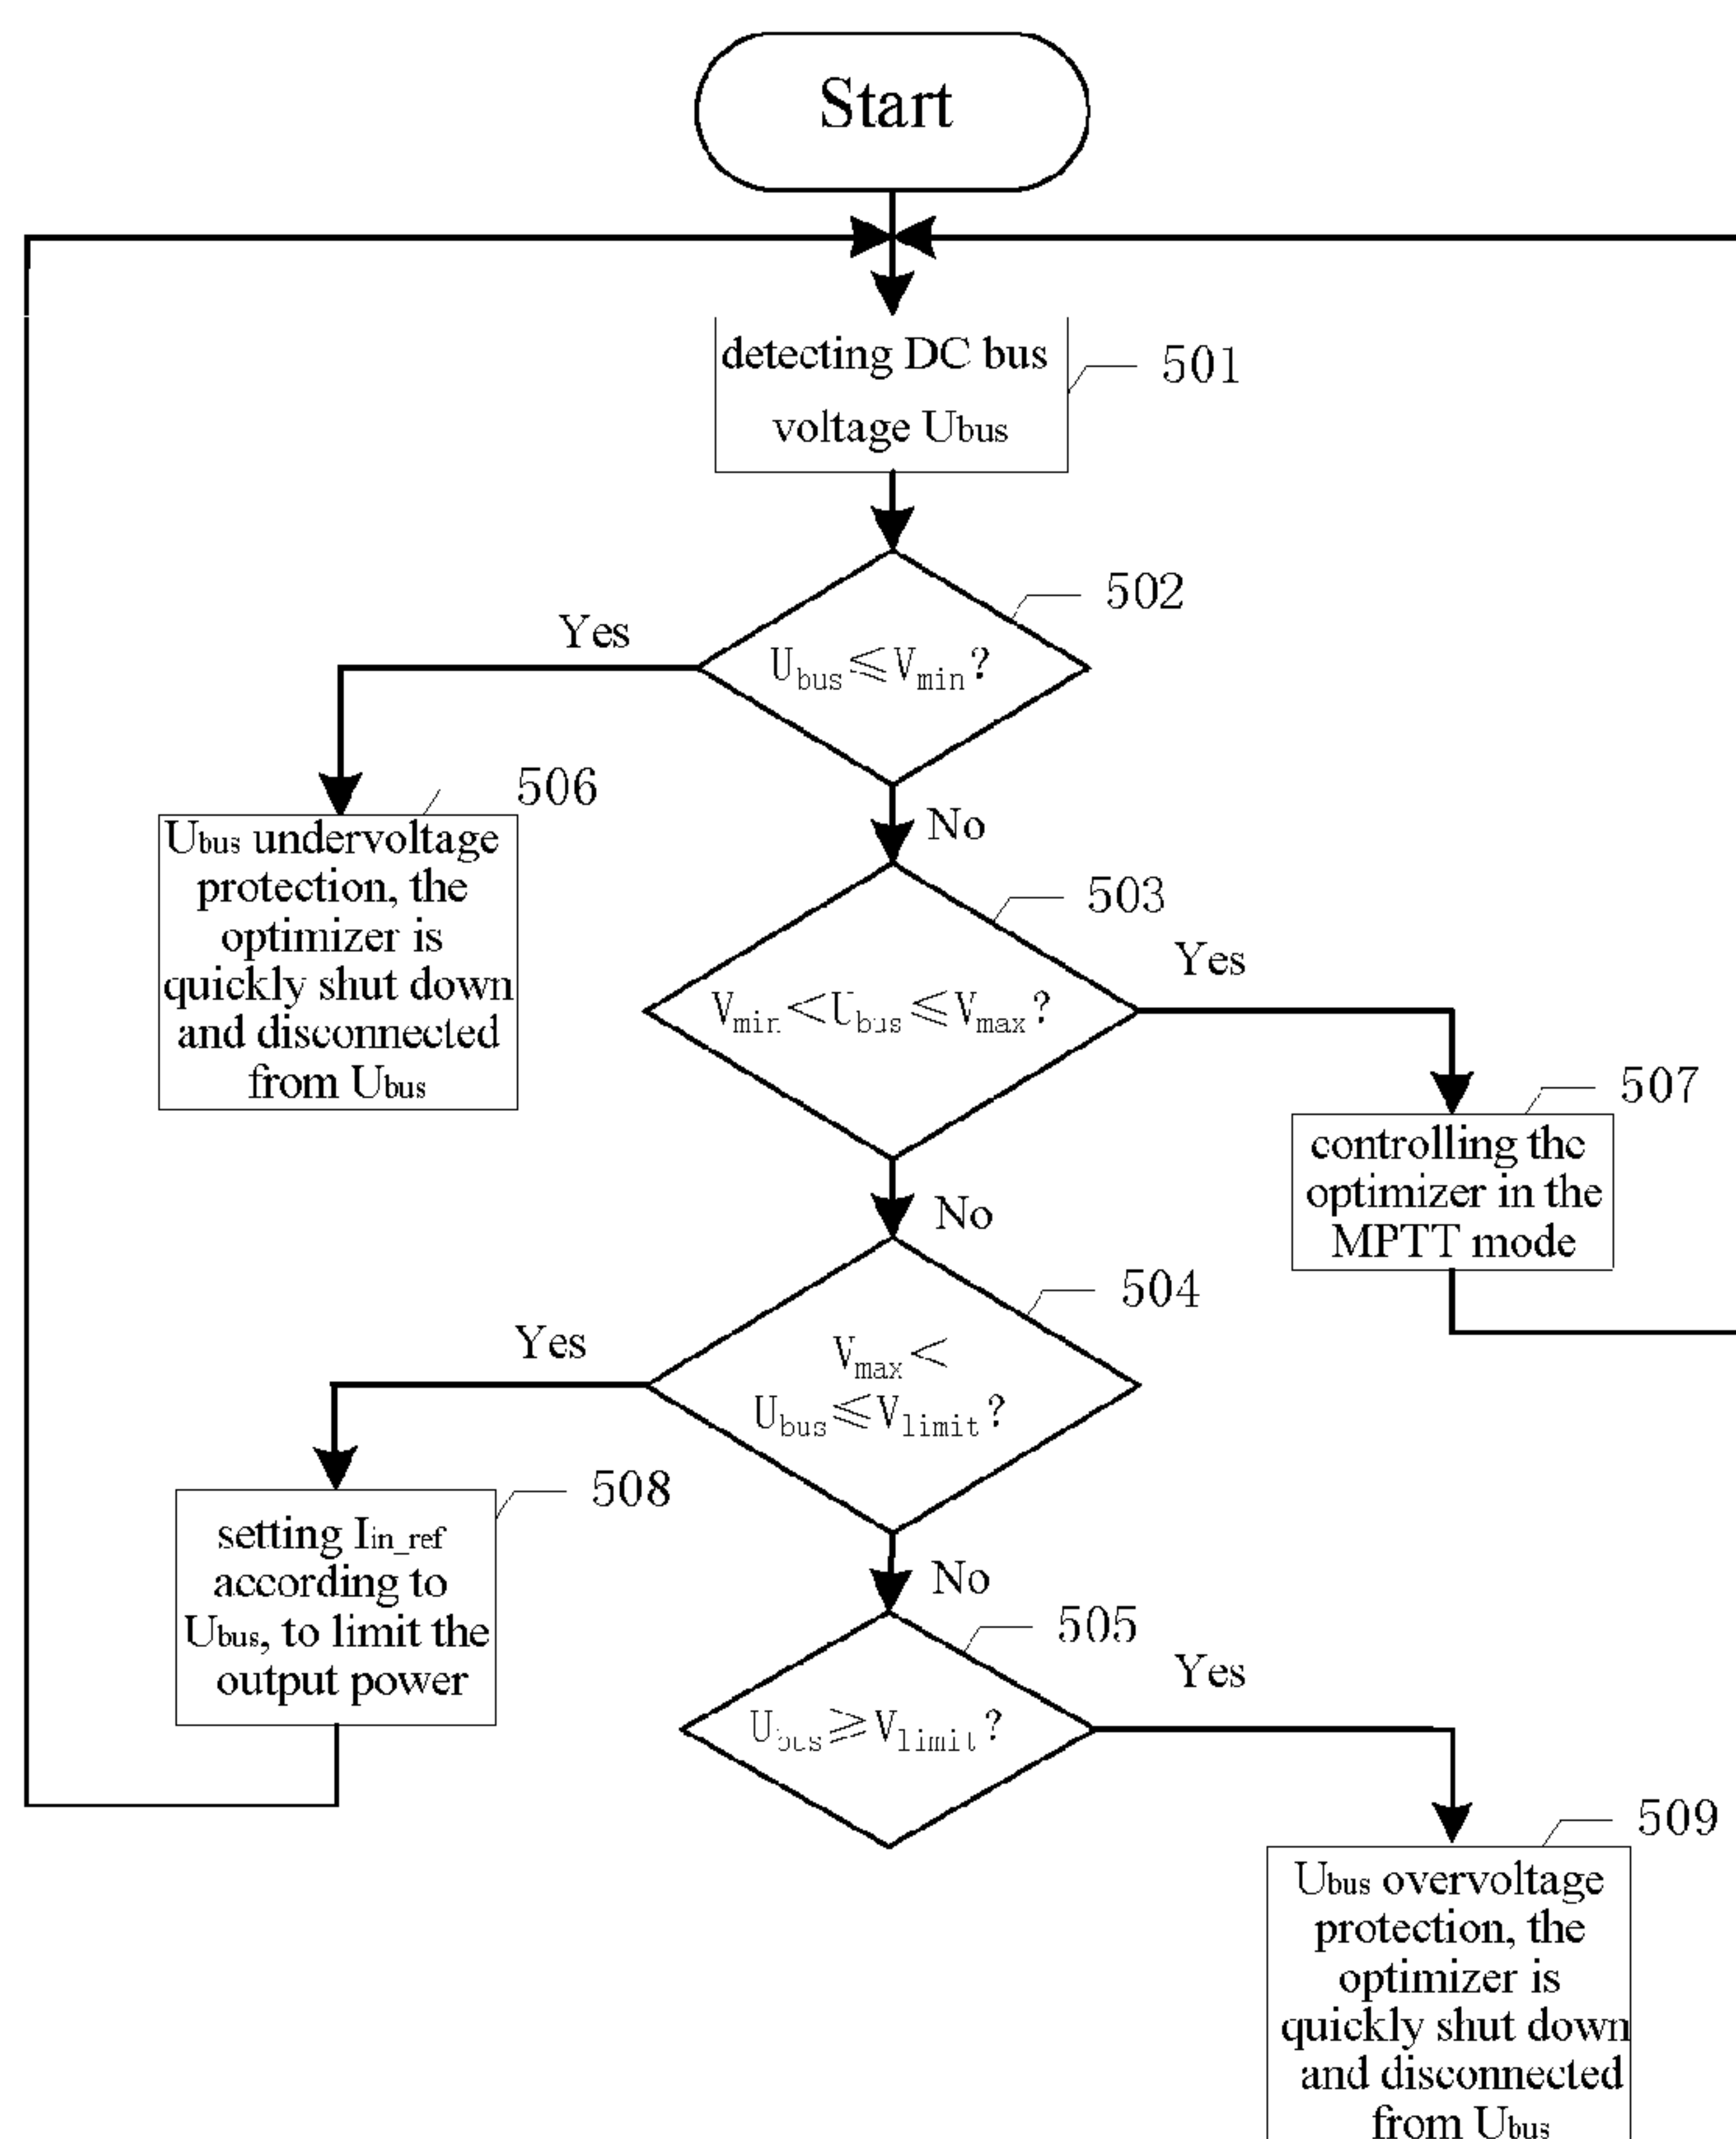 Start
detecting DC bus
voltage Ubus
501
502
Yes
Ubus≤Vmin?
506
No
Ubus undervoltage
protection, the
optimizer is
quickly shut down
and disconnected
from Ubus
503
Yes
Vmin<Ubus≤Vmax?
507
controlling the
optimizer in the
MPTT mode
No
504
Yes
Vmax<
Ubus≤Vlimit?
508
setting Iin_ref
according to
Ubus, to limit the
output power
No
505
Yes
Ubus≥Vlimit?
509
Ubus overvoltage
protection, the
optimizer is
quickly shut down
and disconnected
from Ubus